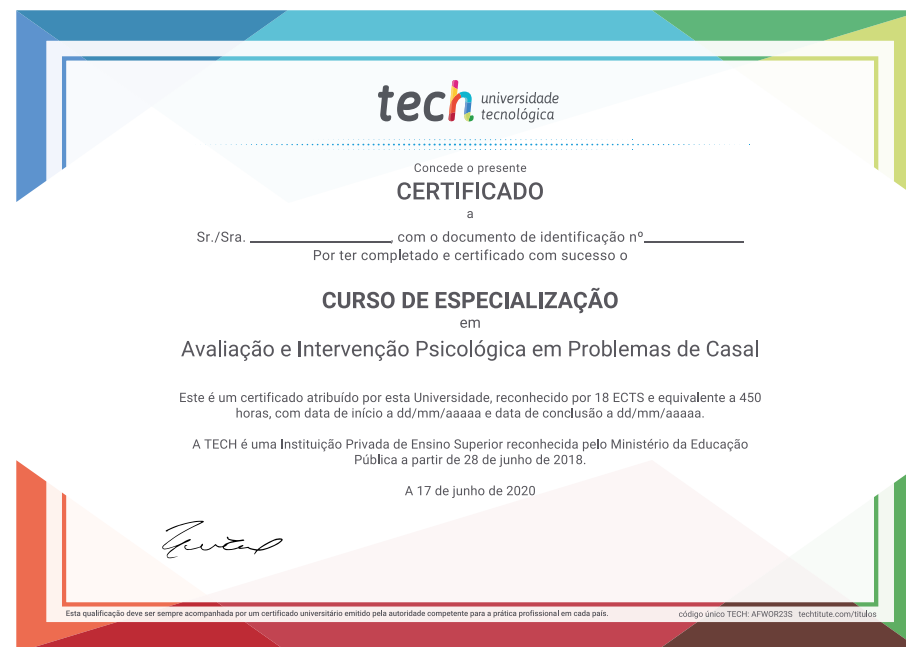 tech universidade
tecnológica
Concede o presente
CERTIFICADO
a
Sr./Sra. ____________, com o documento de identificação nº____________
Por ter completado e certificado com sucesso o
CURSO DE ESPECIALIZAÇÃO
em
Avaliação e Intervenção Psicológica em Problemas de Casal
Este é um certificado atribuído por esta Universidade, reconhecido por 18 ECTS e equivalente a 450
horas, com data de início a dd/mm/aaaaa e data de conclusão a dd/mm/aaaaa.
A TECH é uma Instituição Privada de Ensino Superior reconhecida pelo Ministério da Educação
Pública a partir de 28 de junho de 2018.
A 17 de junho de 2020
Esta qualificação deve ser sempre acompanhada por um certificado universitário emitido pela autoridade competente para a prática profissional em cada país.
código único TECH: AFWOR23S techtitute.com/titulos